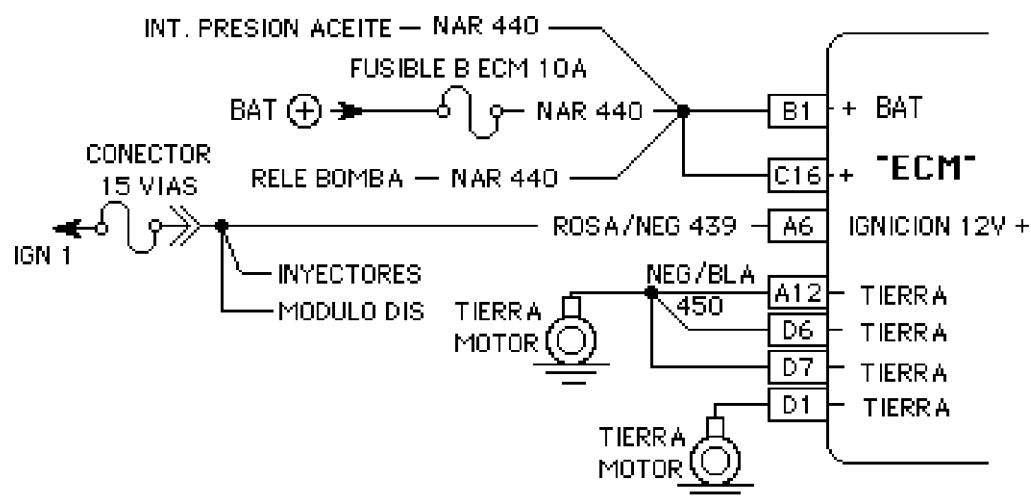 INT. PRESION ACEITE — NAR 440
FUSIBLE B ECM 10A
BAT + NAR 440 B1 + BAT
CONECTOR
15 VIAS
RELE BOMBA — NAR 440 C16 + "ECM"
IGN 1
ROSA/NEG 439 — A6 IGNICION 12V +
INYECTORES
MODULO DIS
NEG/BLA
450
TIERRA
MOTOR
A12 — TIERRA
D6 — TIERRA
D7 — TIERRA
D1 — TIERRA
TIERRA
MOTOR